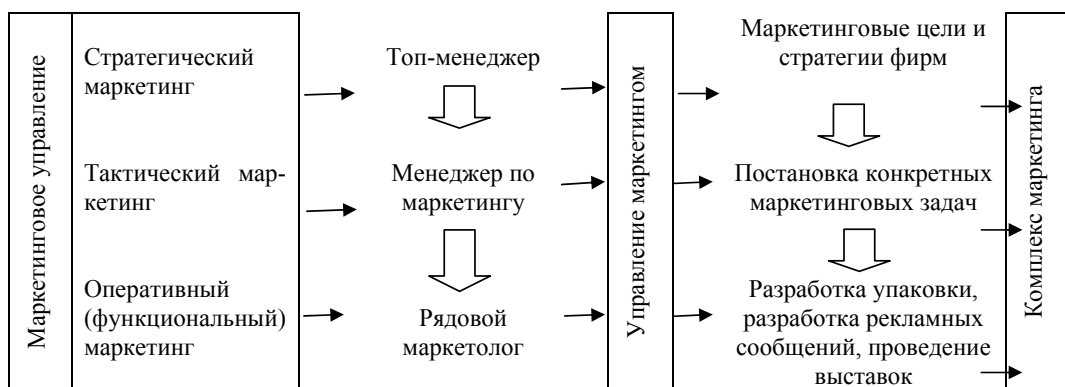 Маркетинговое управление
Стратегический
маркетинг
Тактический мар-
кетинг
Оперативный
(функциональный)
маркетинг
Топ-менеджер
Менеджер по
маркетингу
Рядовой
маркетолог
Управление маркетингом
Маркетинговые цели и
стратегии фирм
Постановка конкретных
маркетинговых задач
Разработка упаковки,
разработка рекламных
сообщений, проведение
выставок
Комплекс маркетинга